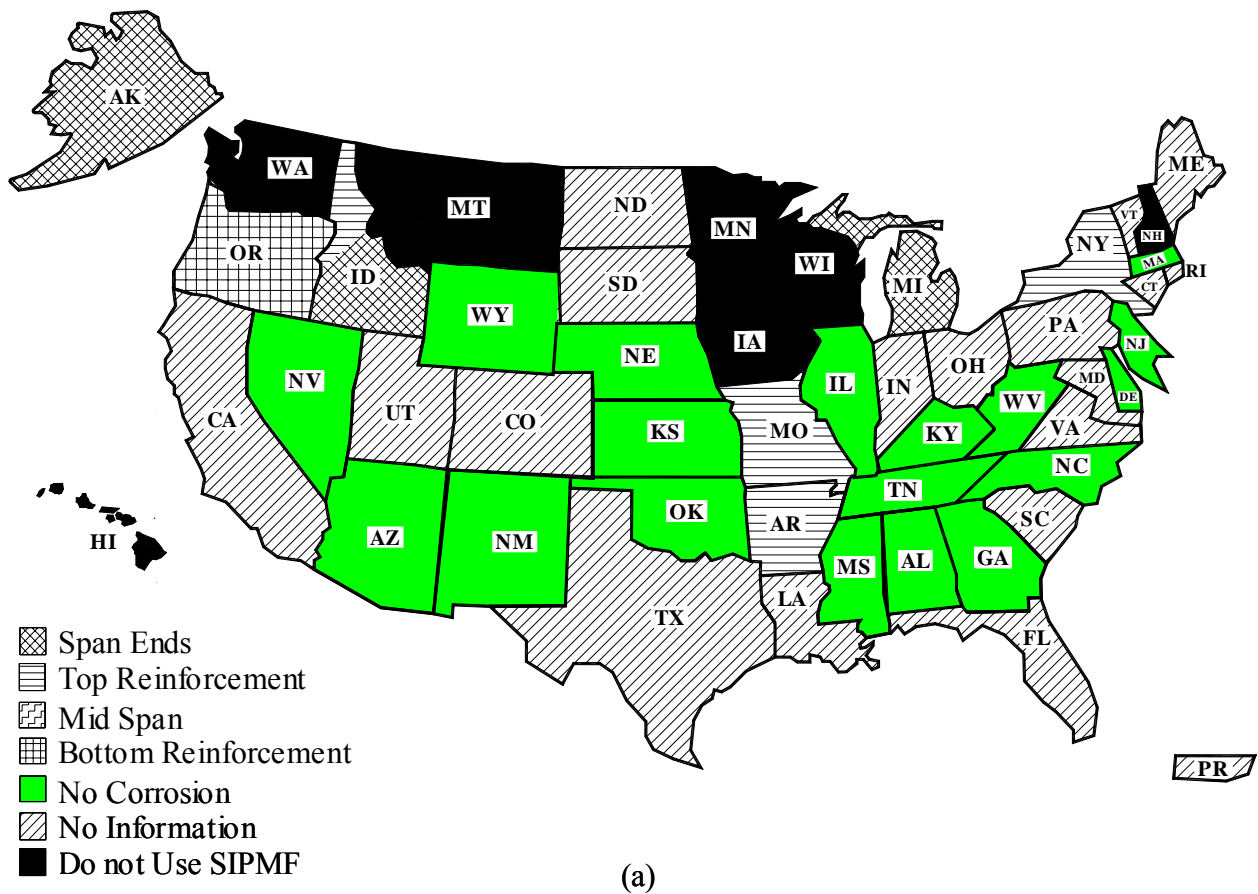 AK
WA
MT
ND
MN
ME
VT
NH
OR
ID
SD
WI
MI
NY
MA
CT
RI
WY
IA
PA
NV
NE
IL
IN
OH
NJ
MD
DE
CA
UT
CO
KS
MO
KY
WV
VA
AZ
NM
OK
AR
TN
NC
SC
HI
MS
AL
GA
TX
LA
FL
PR
Span Ends
Top Reinforcement
Mid Span
Bottom Reinforcement
No Corrosion
No Information
Do not Use SIPMF
(a)